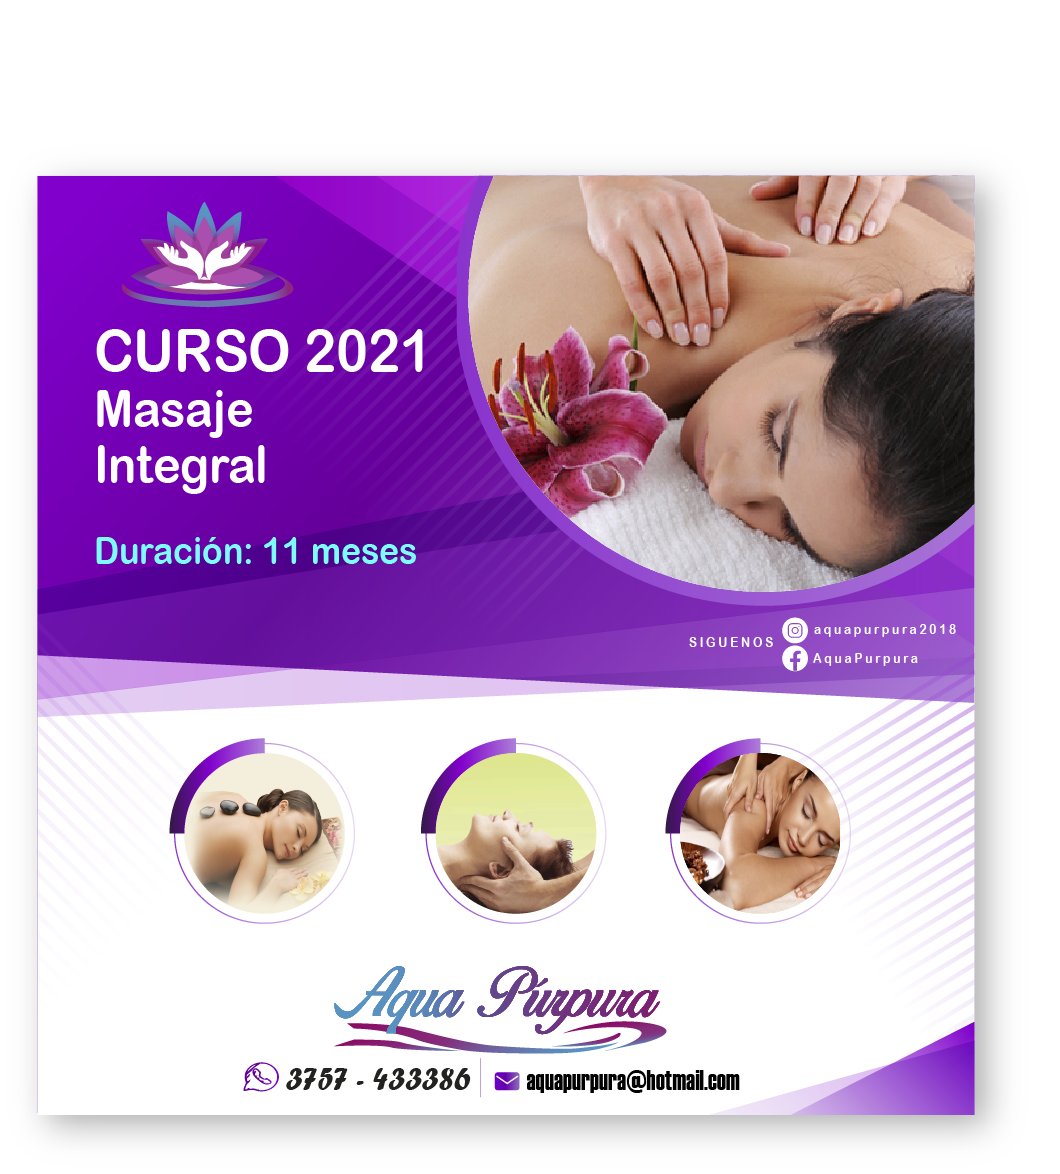 CURSO 2021
Masaje
Integral
Duración: 11 meses
SIGUENOS
aquapurpura2018
AquaPurpura
Aqua Púrpura
3757 - 433386
aquapurpura@hotmail.com